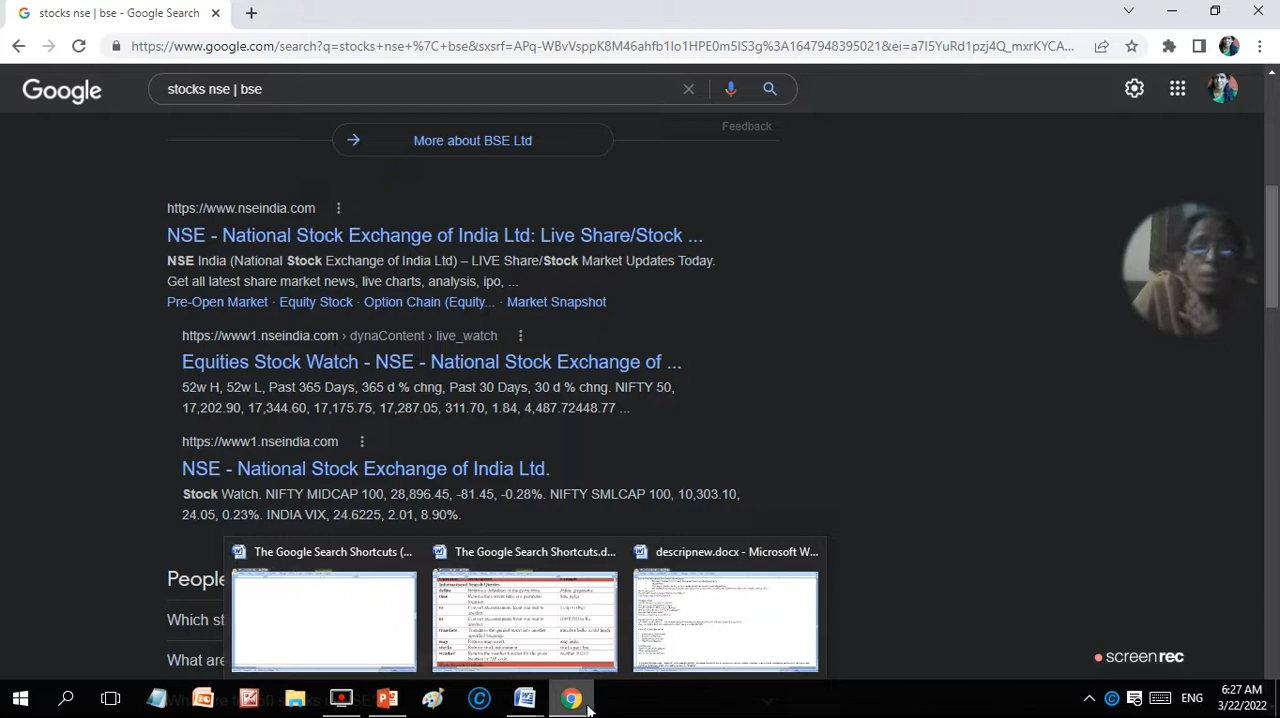 stocks nse | bse - Google Search
https://www.google.com/search?q=stocks+nse+%7C+bse&sxsrf=APq-WBvVsppK8M46ahfb1Io1HPE0m5IS3g%3A1647948395021&ei=a7I5YuRd1pzj4Q_mxrKYCA...
Google
stocks nse | bse
Feedback
More about BSE Ltd
https://www.nseindia.com
NSE - National Stock Exchange of India Ltd: Live Share/Stock ...
NSE India (National Stock Exchange of India Ltd) – LIVE Share/Stock Market Updates Today.
Get all latest share market news, live charts, analysis, ipo, ...
Pre-Open Market · Equity Stock · Option Chain (Equity... · Market Snapshot
https://www1.nseindia.com › dynaContent › live_watch
Equities Stock Watch - NSE - National Stock Exchange of ...
52w H, 52w L, Past 365 Days, 365 d % chng, Past 30 Days, 30 d % chng. NIFTY 50,
17,202.90, 17,344.60, 17,175.75, 17,287.05, 311.70, 1.84, 4,487.72448.77 ...
https://www1.nseindia.com
NSE - National Stock Exchange of India Ltd.
Stock Watch. NIFTY MIDCAP 100, 28,896.45, -81.45, -0.28%. NIFTY SMLCAP 100, 10,303.10,
24.05, 0.23%. INDIA VIX, 24.6225, 2.01, 8.90%.
The Google Search Shortcuts (...
The Google Search Shortcuts.d...
descripnew.docx - Microsoft W...
People
Which st
What are
screenrec
ENG
6:27 AM
3/22/2022